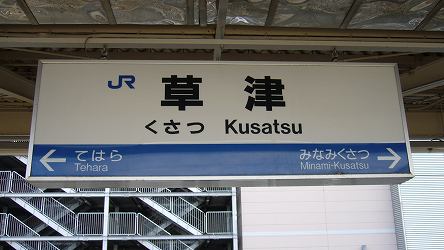 JR 草津
くさつ Kusatsu
てはら みなみくさつ
Tehara Minami-Kusatsu